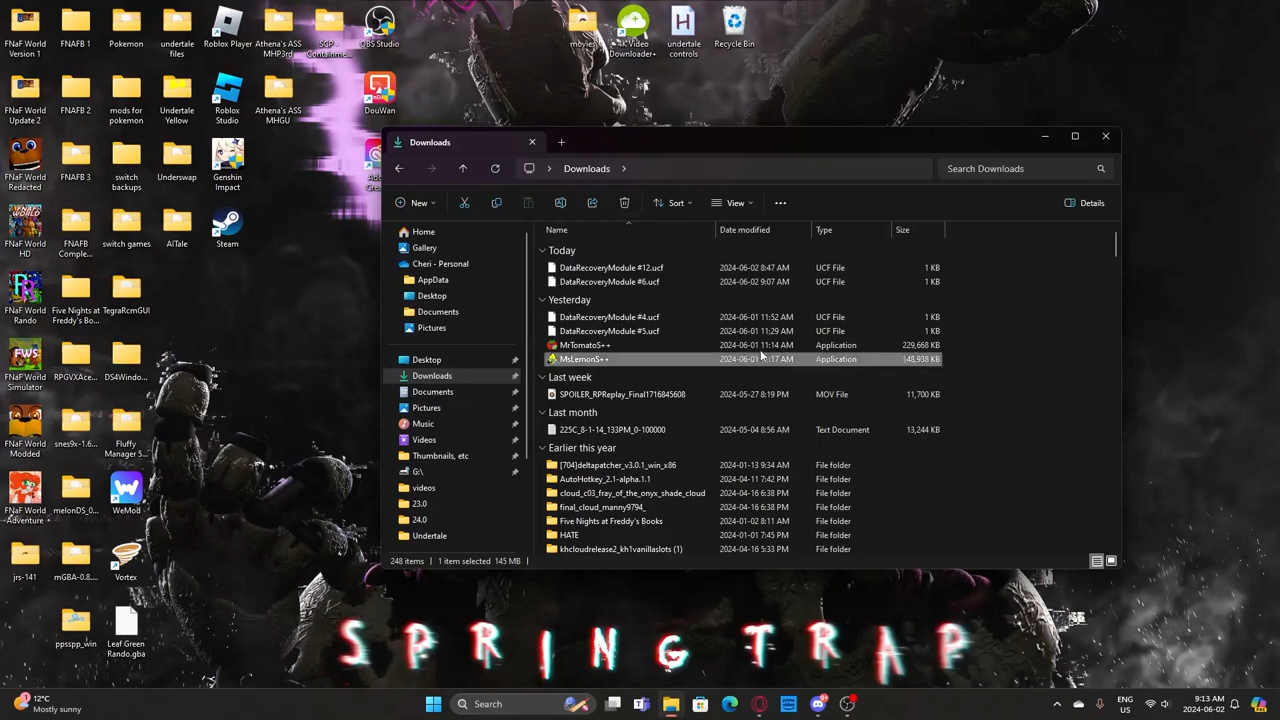 FNaF World Version 1
FNAFB 1
Pokemon
undertale files
Roblox Player
Athena's ASS MHP3rd
SCP - Containme...
OBS Studio
movies
4K Video Downloader+
undertale controls
Recycle Bin
FNaF World Update 2
FNAFB 2
mods for pokemon
Undertale Yellow
Roblox Studio
Athena's ASS MHGU
DouWan
FNaF World Redacted
FNAFB 3
switch backups
Underswap
Genshin Impact
FNaF World HD
FNAFB Comple...
switch games
AITale
Steam
FNaF World Rando
Five Nights at Freddy's Bo...
TegraRcmGUI
FNaF World Simulator
RPGVXAce...
DS4Windo...
FNaF World Modded
snes9x-1.6...
Fluffy Manager 5...
FNaF World Adventure
melonDS_0...
WeMod
jrs-141
mGBA-0.8....
Vortex
ppsspp_win
Leaf Green Rando.gba
Downloads
Downloads
Search Downloads
New
Sort
View
Details
Home
Gallery
Cheri - Personal
AppData
Desktop
Documents
Pictures
Desktop
Downloads
Documents
Pictures
Music
Videos
Thumbnails, etc
G:\
videos
23.0
24.0
Undertale
Name Date modified Type Size
Today
DataRecoveryModule #12.ucf 2024-06-02 8:47 AM UCF File 1 KB
DataRecoveryModule #6.ucf 2024-06-02 9:07 AM UCF File 1 KB
Yesterday
DataRecoveryModule #4.ucf 2024-06-01 11:52 AM UCF File 1 KB
DataRecoveryModule #5.ucf 2024-06-01 11:29 AM UCF File 1 KB
MrTomatoS++ 2024-06-01 11:14 AM Application 229,668 KB
MsLemonS++ 2024-06-01 :17 AM Application 148,938 KB
Last week
SPOILER_RPReplay_Final1716845608 2024-05-27 8:19 PM MOV File 11,700 KB
Last month
225C_8-1-14_133PM_0-100000 2024-05-04 8:56 AM Text Document 13,244 KB
Earlier this year
[704]deltapatcher_v3.0.1_win_x86 2024-01-13 9:34 AM File folder
AutoHotkey_2.1-alpha.1.1 2024-04-11 7:42 PM File folder
cloud_c03_fray_of_the_onyx_shade_cloud 2024-04-16 6:38 PM File folder
final_cloud_manny9794_ 2024-04-16 6:38 PM File folder
Five Nights at Freddy's Books 2024-01-02 8:11 AM File folder
HATE 2024-01-01 7:45 PM File folder
khcloudrelease2_kh1vanillaslots (1) 2024-04-16 5:33 PM File folder
248 items 1 item selected 145 MB
SPRINGTRAP
12°C
Mostly sunny
Search
ENG
US
9:13 AM
2024-06-02